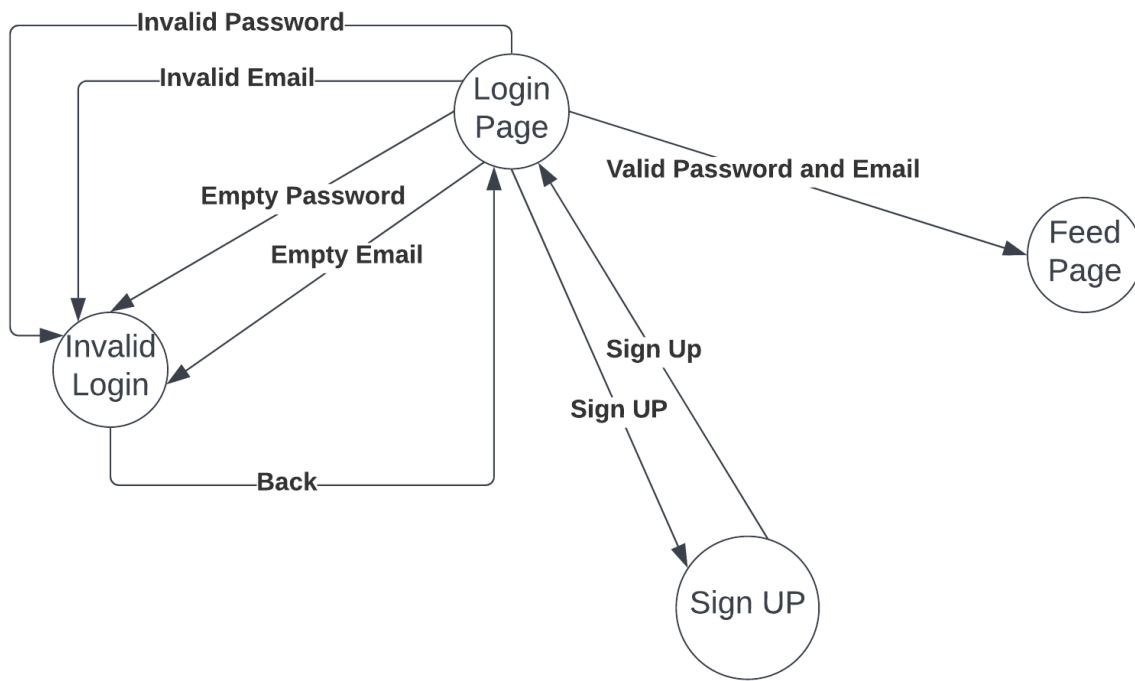 Invalid Password
Invalid Email
Login
Page
Valid Password and Email
Empty Password
Feed
Page
Empty Email
Invalid
Login
Sign Up
Sign UP
Back
Sign UP